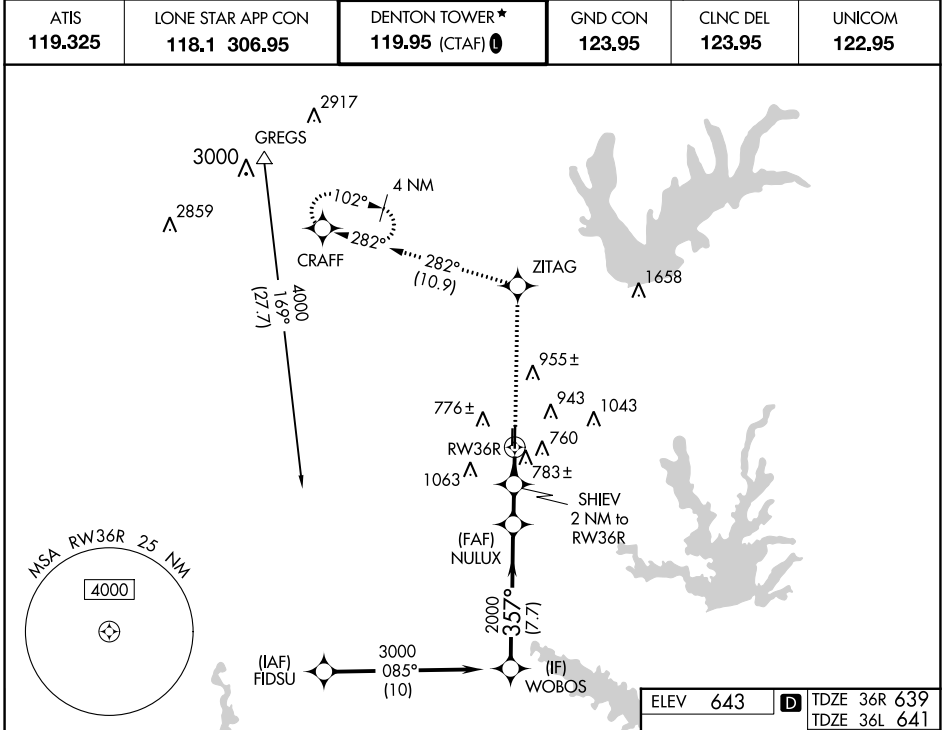 ATIS
119.325
LONE STAR APP CON
118.1 306.95
DENTON TOWER★
119.95 (CTAF) L
GND CON
123.95
CLNC DEL
123.95
UNICOM
122.95
2917
GREGS
3000
2859
102°
4 NM
282°
CRAFF
282°
(10.9)
ZITAG
1658
4000
169°
(27.7)
955±
943
1043
776±
760
RW36R
783±
1063
SHIEV
2 NM to
RW36R
(FAF)
NULUX
MSA RW36R 25 NM
4000
2000
357°
(7.7)
(IAF)
FIDSU
3000
085°
(10)
(IF)
WOBOS
ELEV 643
D
TDZE 36R 639
TDZE 36L 641